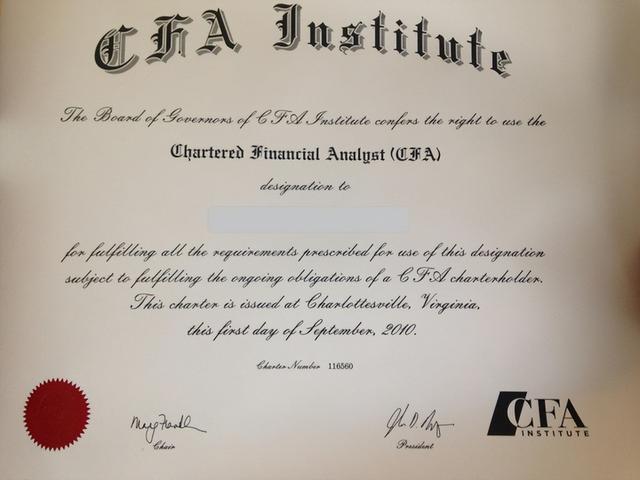 CFA Institute
The Board of Governors of CFA Institute confers the right to use the
Chartered Financial Analyst (CFA)
designation to
for fulfilling all the requirements prescribed for use of this designation
subject to fulfilling the ongoing obligations of a CFA charterholder.
This charter is issued at Charlottesville, Virginia,
this first day of September, 2010.
Charter Number 116560
Chair
President
CFA
INSTITUTE